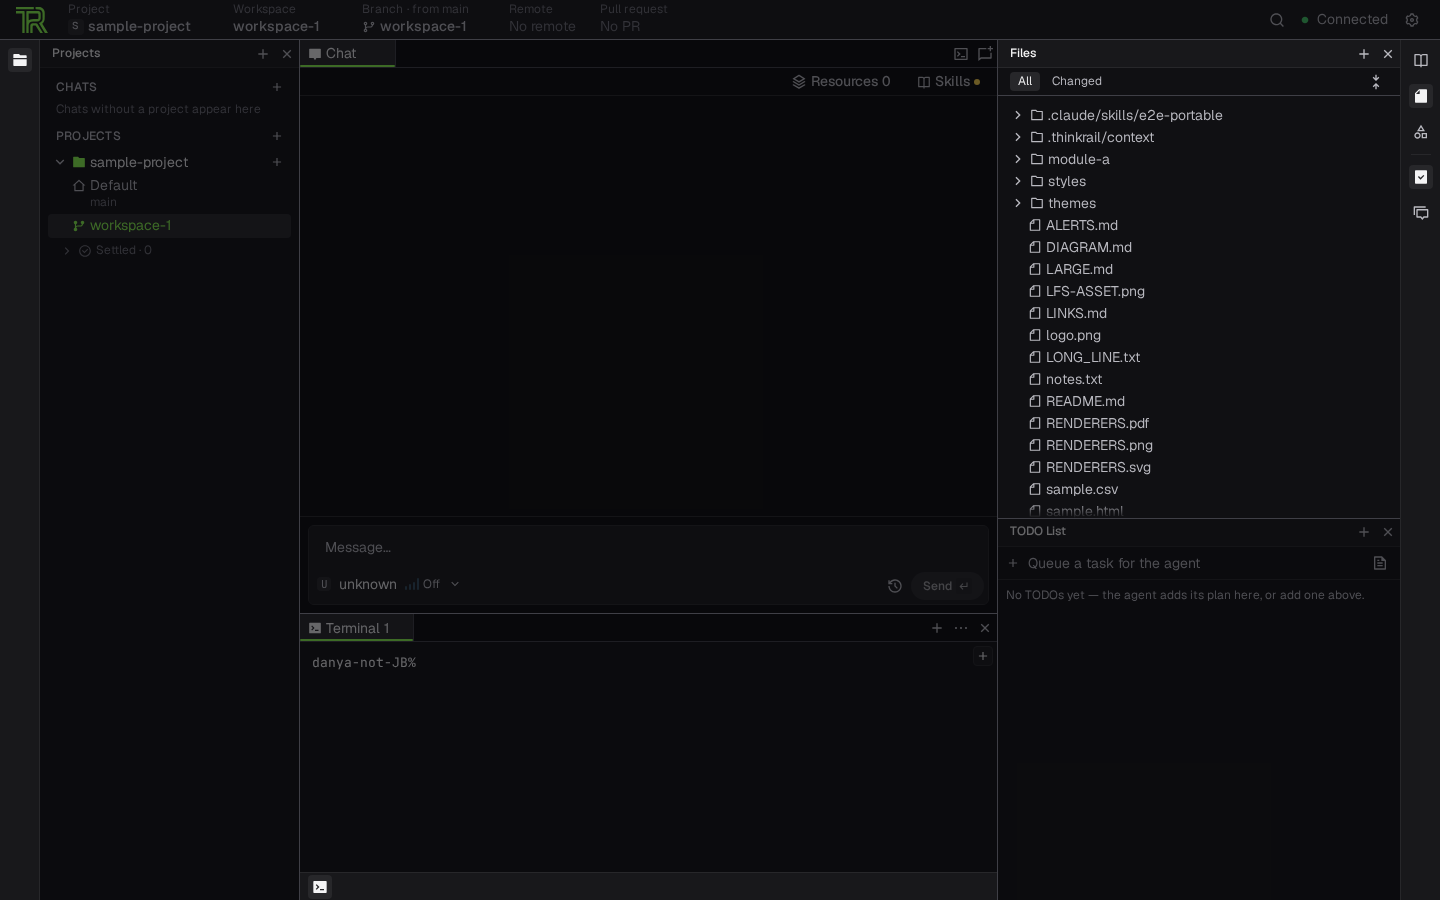 Project
S sample-project
Workspace
workspace-1
Branch · from main
workspace-1
Remote
No remote
Pull request
No PR
Connected
Projects
CHATS
Chats without a project appear here
PROJECTS
sample-project
Default
main
workspace-1
Settled · 0
Chat
Resources 0
Skills
Message...
U unknown Off
Send
Terminal 1
danya-not-JB%
Files
All Changed
.claude/skills/e2e-portable
.thinkrail/context
module-a
styles
themes
ALERTS.md
DIAGRAM.md
LARGE.md
LFS-ASSET.png
LINKS.md
logo.png
LONG_LINE.txt
notes.txt
README.md
RENDERERS.pdf
RENDERERS.png
RENDERERS.svg
sample.csv
sample.html
TODO List
Queue a task for the agent
No TODOs yet — the agent adds its plan here, or add one above.